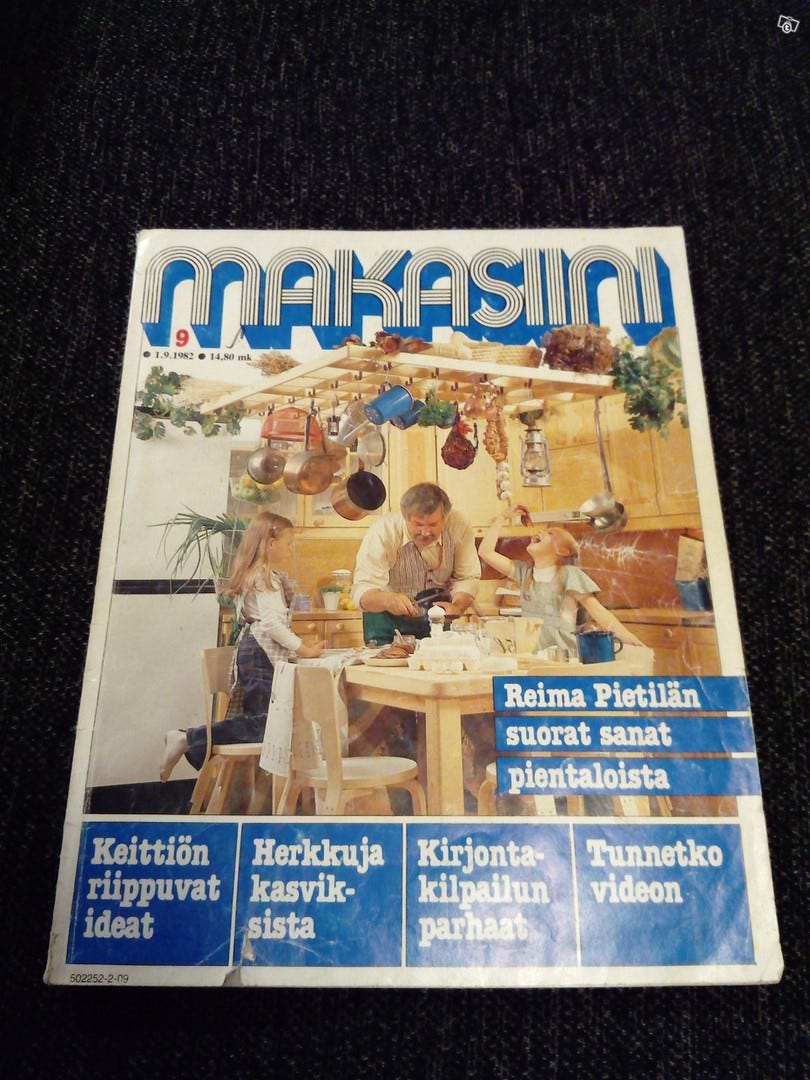 MAKASIINI
9
● 1.9.1982 ● 14,80 mk
Reima Pietilän
suorat sanat
pientaloista
Keittiön
riippuvat
ideat
Herkkuja
kasvik-
sista
Kirjonta-
kilpailun
parhaat
Tunnetko
videon
502252-2-09